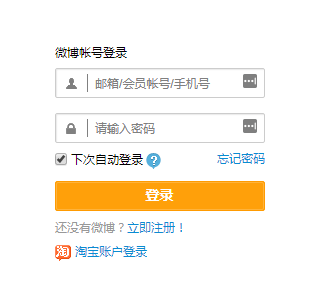 微博帐号登录
邮箱/会员帐号/手机号
请输入密码
下次自动登录 ? 忘记密码
登录
还没有微博？立即注册！
淘 淘宝账户登录